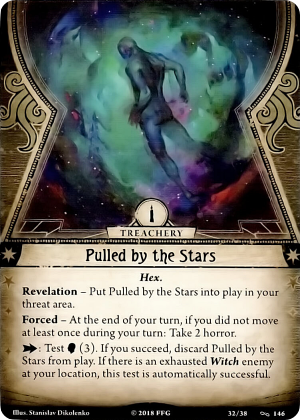 TREACHERY
Pulled by the Stars
Hex.
Revelation – Put Pulled by the Stars into play in your
threat area.
Forced – At the end of your turn, if you did not move
at least once during your turn: Take 2 horror.
: Test (3). If you succeed, discard Pulled by the
Stars from play. If there is an exhausted Witch enemy
at your location, this test is automatically successful.
Illus. Stanislav Dikolenko
© 2018 FFG
32/38
146